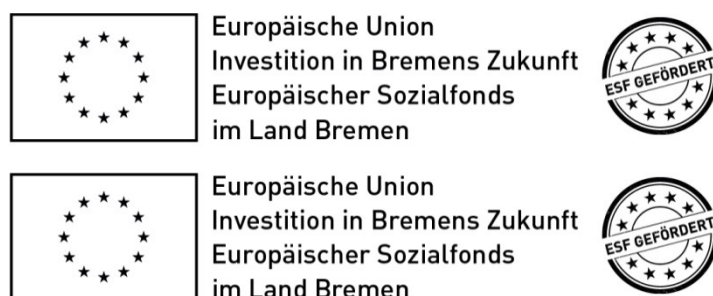 Europäische Union
Investition in Bremens Zukunft
Europäischer Sozialfonds
im Land Bremen
ESF GEFÖRDERT
Europäische Union
Investition in Bremens Zukunft
Europäischer Sozialfonds
im Land Bremen
ESF GEFÖRDERT